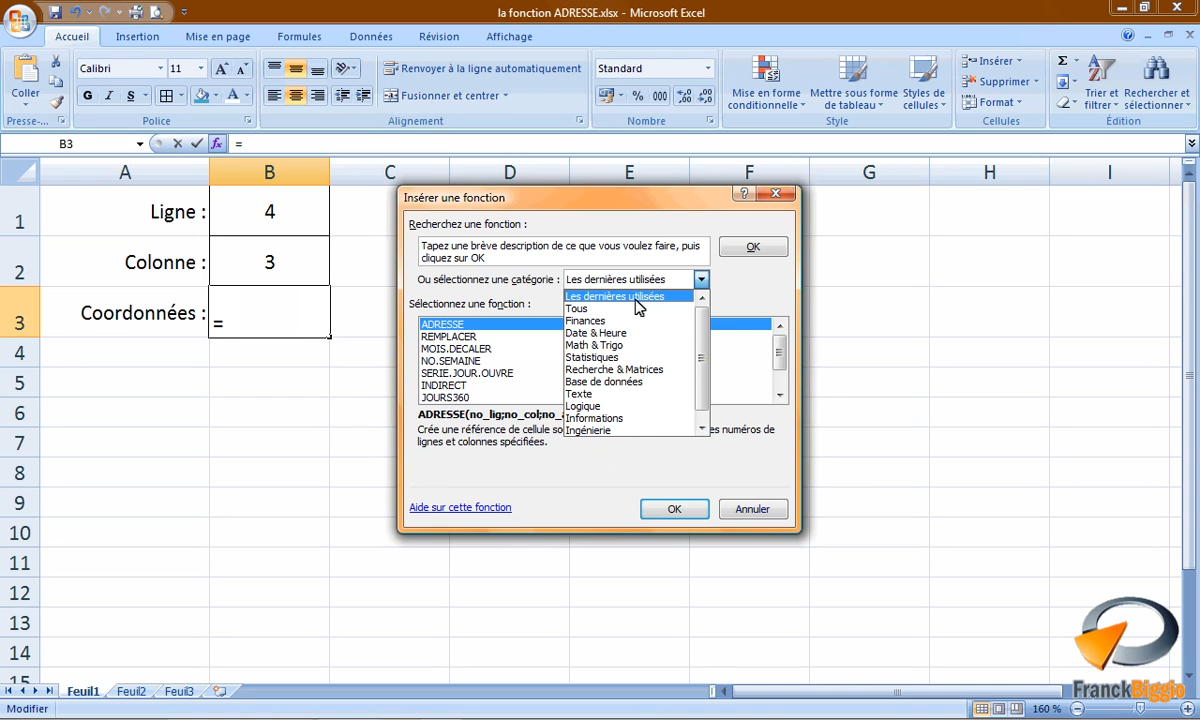 la fonction ADRESSE.xlsx - Microsoft Excel
Accueil Insertion Mise en page Formules Données Révision Affichage
Coller
Calibri 11
G I S
Renvoyer à la ligne automatiquement
Fusionner et centrer
Standard
% 000
Mise en forme conditionnelle
Mettre sous forme de tableau
Styles de cellules
Insérer
Supprimer
Format
Trier et filtrer
Rechercher et sélectionner
Presse-... Police Alignement Nombre Style Cellules Édition
B3 fx =
A B C D E F G H I
1 Ligne : 4
2 Colonne : 3
3 Coordonnées : =
4
5
6
7
8
9
10
11
12
13
14
15
Insérer une fonction
Recherchez une fonction :
Tapez une brève description de ce que vous voulez faire, puis
cliquez sur OK
OK
Ou sélectionnez une catégorie : Les dernières utilisées
Les dernières utilisées
Tous
Finances
Date & Heure
Math & Trigo
Statistiques
Recherche & Matrices
Base de données
Texte
Logique
Informations
Ingénierie
Sélectionnez une fonction :
ADRESSE
REMPLACER
MOIS.DECALER
NO.SEMAINE
SERIE.JOUR.OUVRE
INDIRECT
JOURS360
ADRESSE(no_lig;no_col;no_
Crée une référence de cellule so es numéros de
lignes et colonnes spécifiées.
Aide sur cette fonction
OK Annuler
FranckBiggio
Feuil1 Feuil2 Feuil3
Modifier 160 %